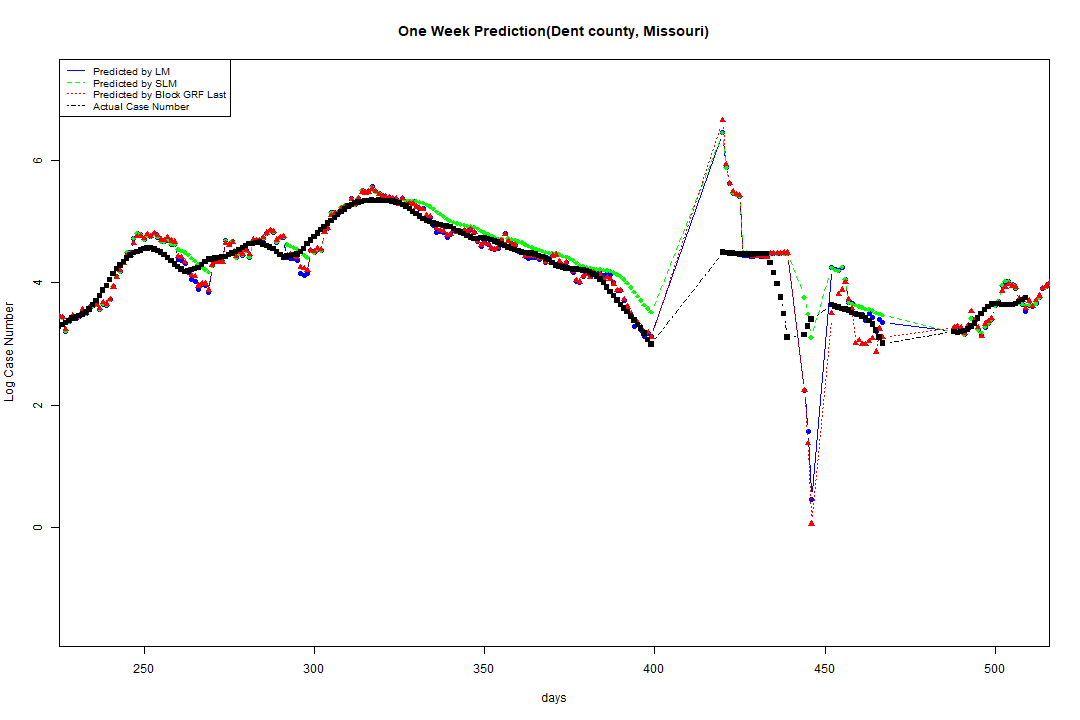 One Week Prediction(Dent county, Missouri)
Predicted by LM
Predicted by SLM
Predicted by Block GRF Last
Actual Case Number
6
4
2
0
Log Case Number
250 300 350 400 450 500
days